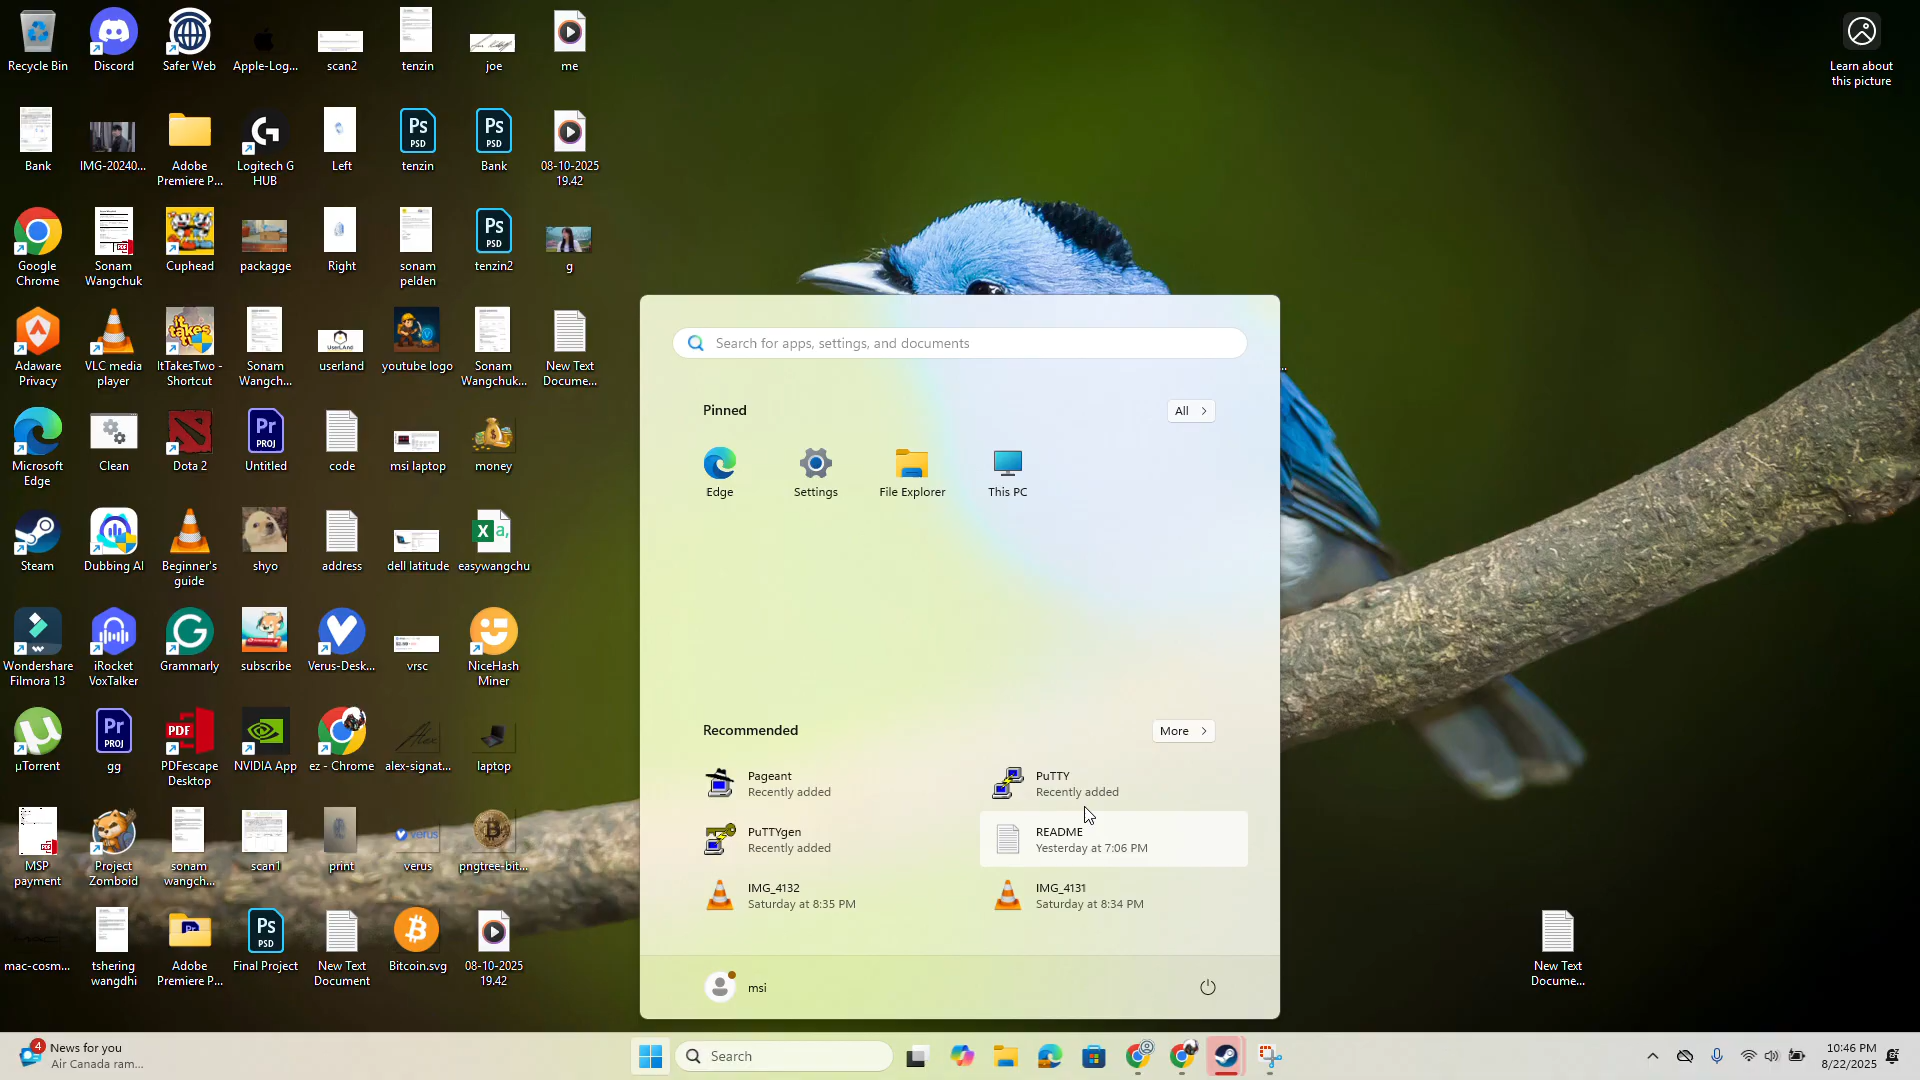 Recycle Bin
Discord
Safer Web
Apple-Log...
scan2
tenzin
joe
me
Learn about
this picture
Bank
IMG-20240...
Adobe
Premiere P...
Logitech G
HUB
Left
tenzin
Bank
08-10-2025
19.42
Google
Chrome
Sonam
Wangchuk
Cuphead
packagge
Right
sonam
pelden
tenzin2
g
Adaware
Privacy
VLC media
player
ItTakesTwo -
Shortcut
Sonam
Wangch...
userland
youtube logo
Sonam
Wangchuk...
New Text
Docume...
Microsoft
Edge
Clean
Dota 2
Untitled
code
msi laptop
money
Steam
Dubbing AI
Beginner's
guide
shyo
address
dell latitude
easywangchu
Wondershare
Filmora 13
iRocket
VoxTalker
Grammarly
subscribe
Verus-Desk...
vrsc
NiceHash
Miner
µTorrent
gg
PDFescape
Desktop
NVIDIA App
ez - Chrome
alex-signat...
laptop
MSP
payment
Project
Zomboid
sonam
wangch...
scan1
print
verus
pngtree-bit...
mac-cosm...
tshering
wangdhi
Adobe
Premiere P...
Final Project
New Text
Document
Bitcoin.svg
08-10-2025
19.42
New Text
Docume...
Search for apps, settings, and documents
Pinned
All
Edge
Settings
File Explorer
This PC
Recommended
More
Pageant
Recently added
PuTTY
Recently added
PuTTYgen
Recently added
README
Yesterday at 7:06 PM
IMG_4132
Saturday at 8:35 PM
IMG_4131
Saturday at 8:34 PM
msi
4
News for you
Air Canada ram...
Search
10:46 PM
8/22/2025